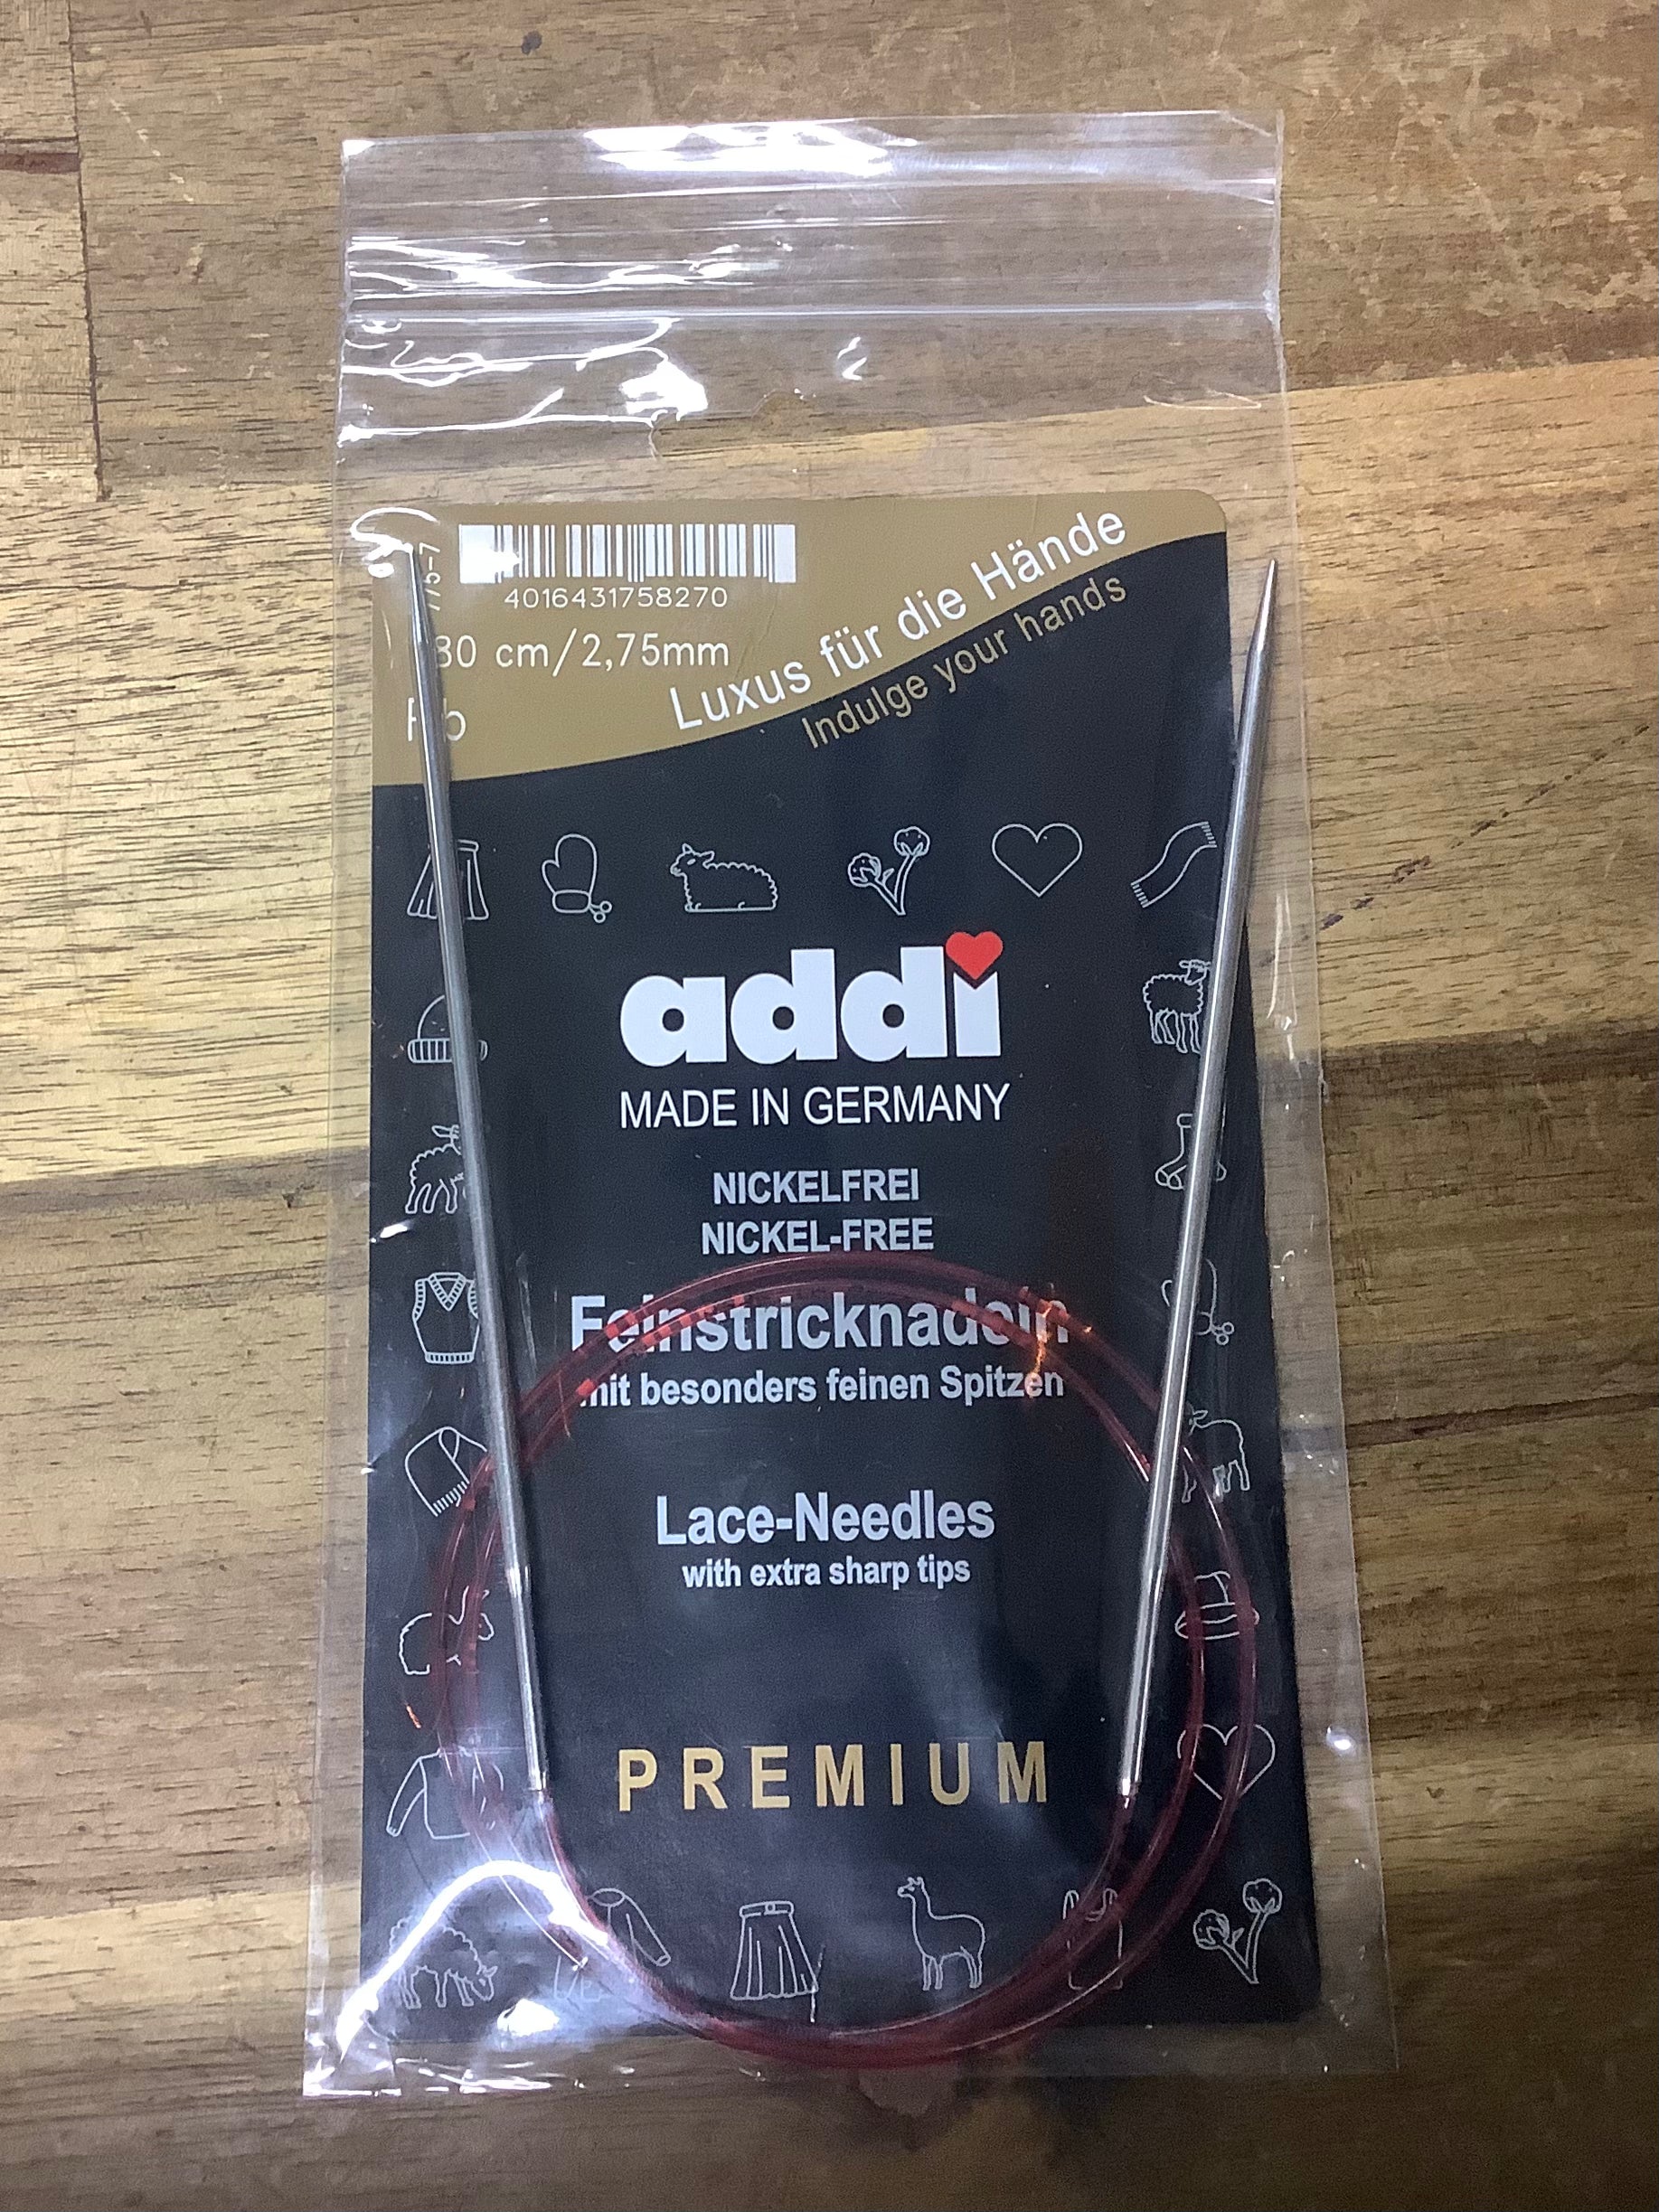 4016431758270
80 cm/2,75mm
Luxus für die Hände
Indulge your hands
addi
MADE IN GERMANY
NICKELFREI
NICKEL-FREE
Feinstricknadeln
mit besonders feinen Spitzen
Lace-Needles
with extra sharp tips
PREMIUM